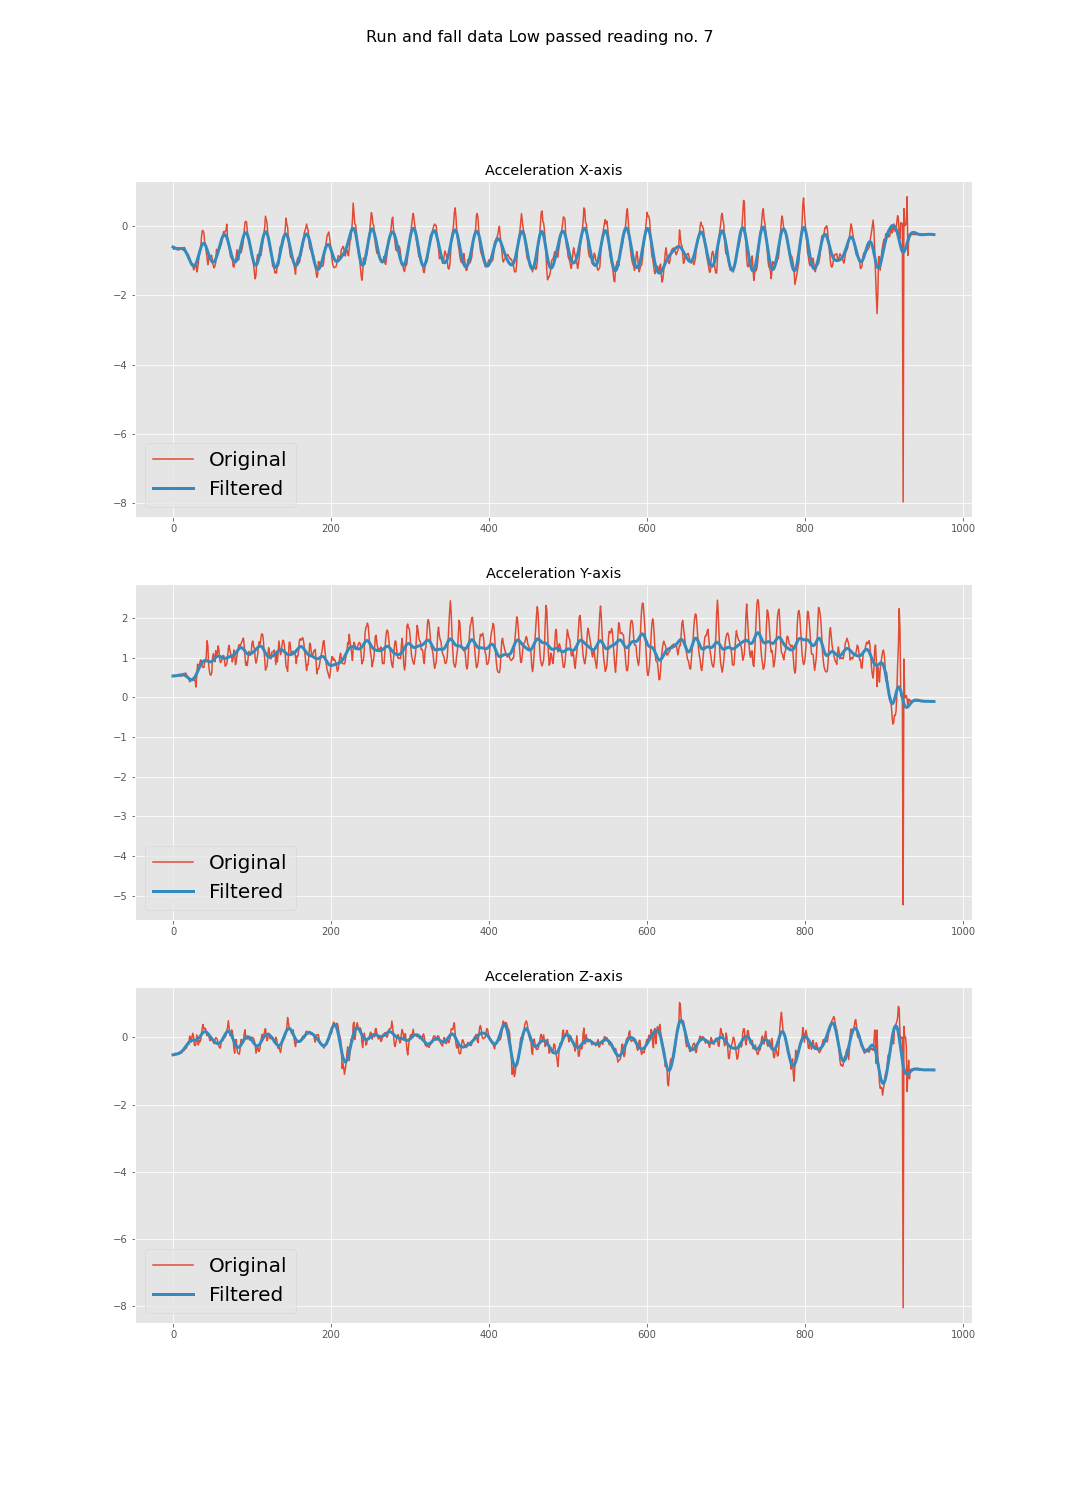 Run and fall data Low passed reading no. 7
Acceleration X-axis
0
−2
−4
−6
−8
Original
Filtered
0 200 400 600 800 1000
Acceleration Y-axis
2
1
0
−1
−2
−3
−4
−5
Original
Filtered
0 200 400 600 800 1000
Acceleration Z-axis
0
−2
−4
−6
−8
Original
Filtered
0 200 400 600 800 1000